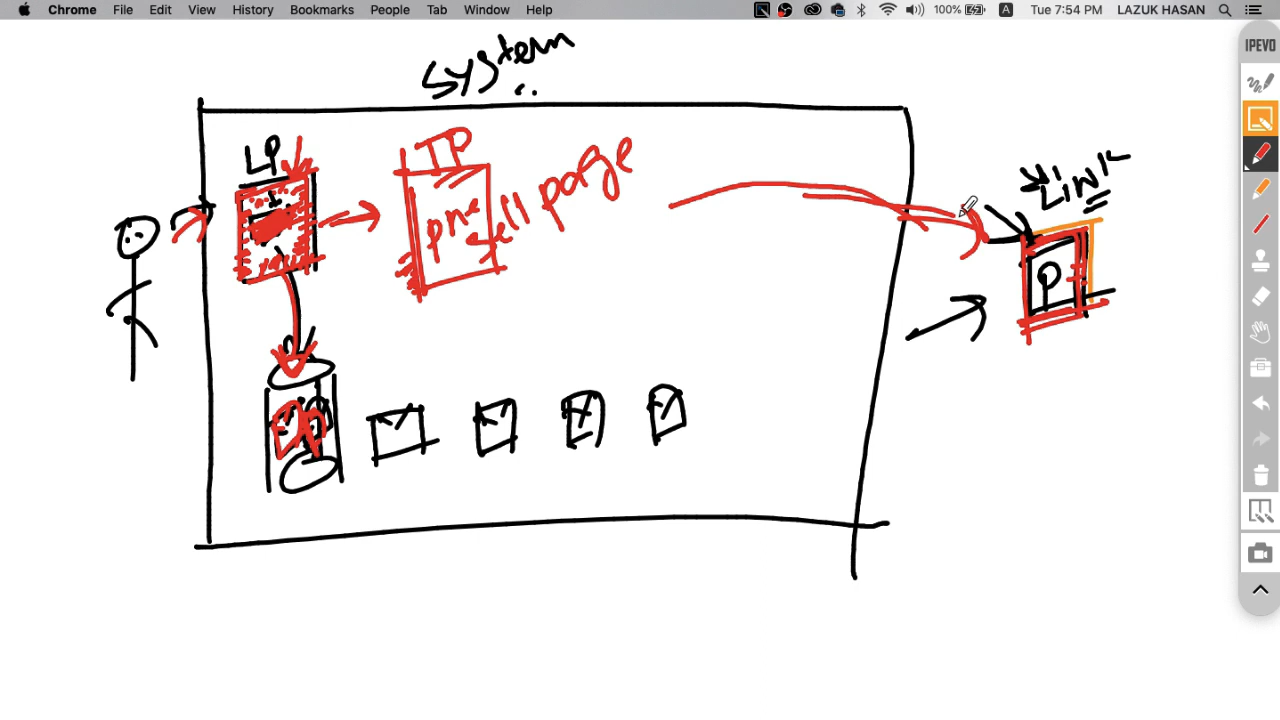 Chrome File Edit View History Bookmarks People Tab Window Help 100% A Tue 7:54 PM LAZUK HASAN
IPEVO
System
LP
TP
pre sell page
Link
P